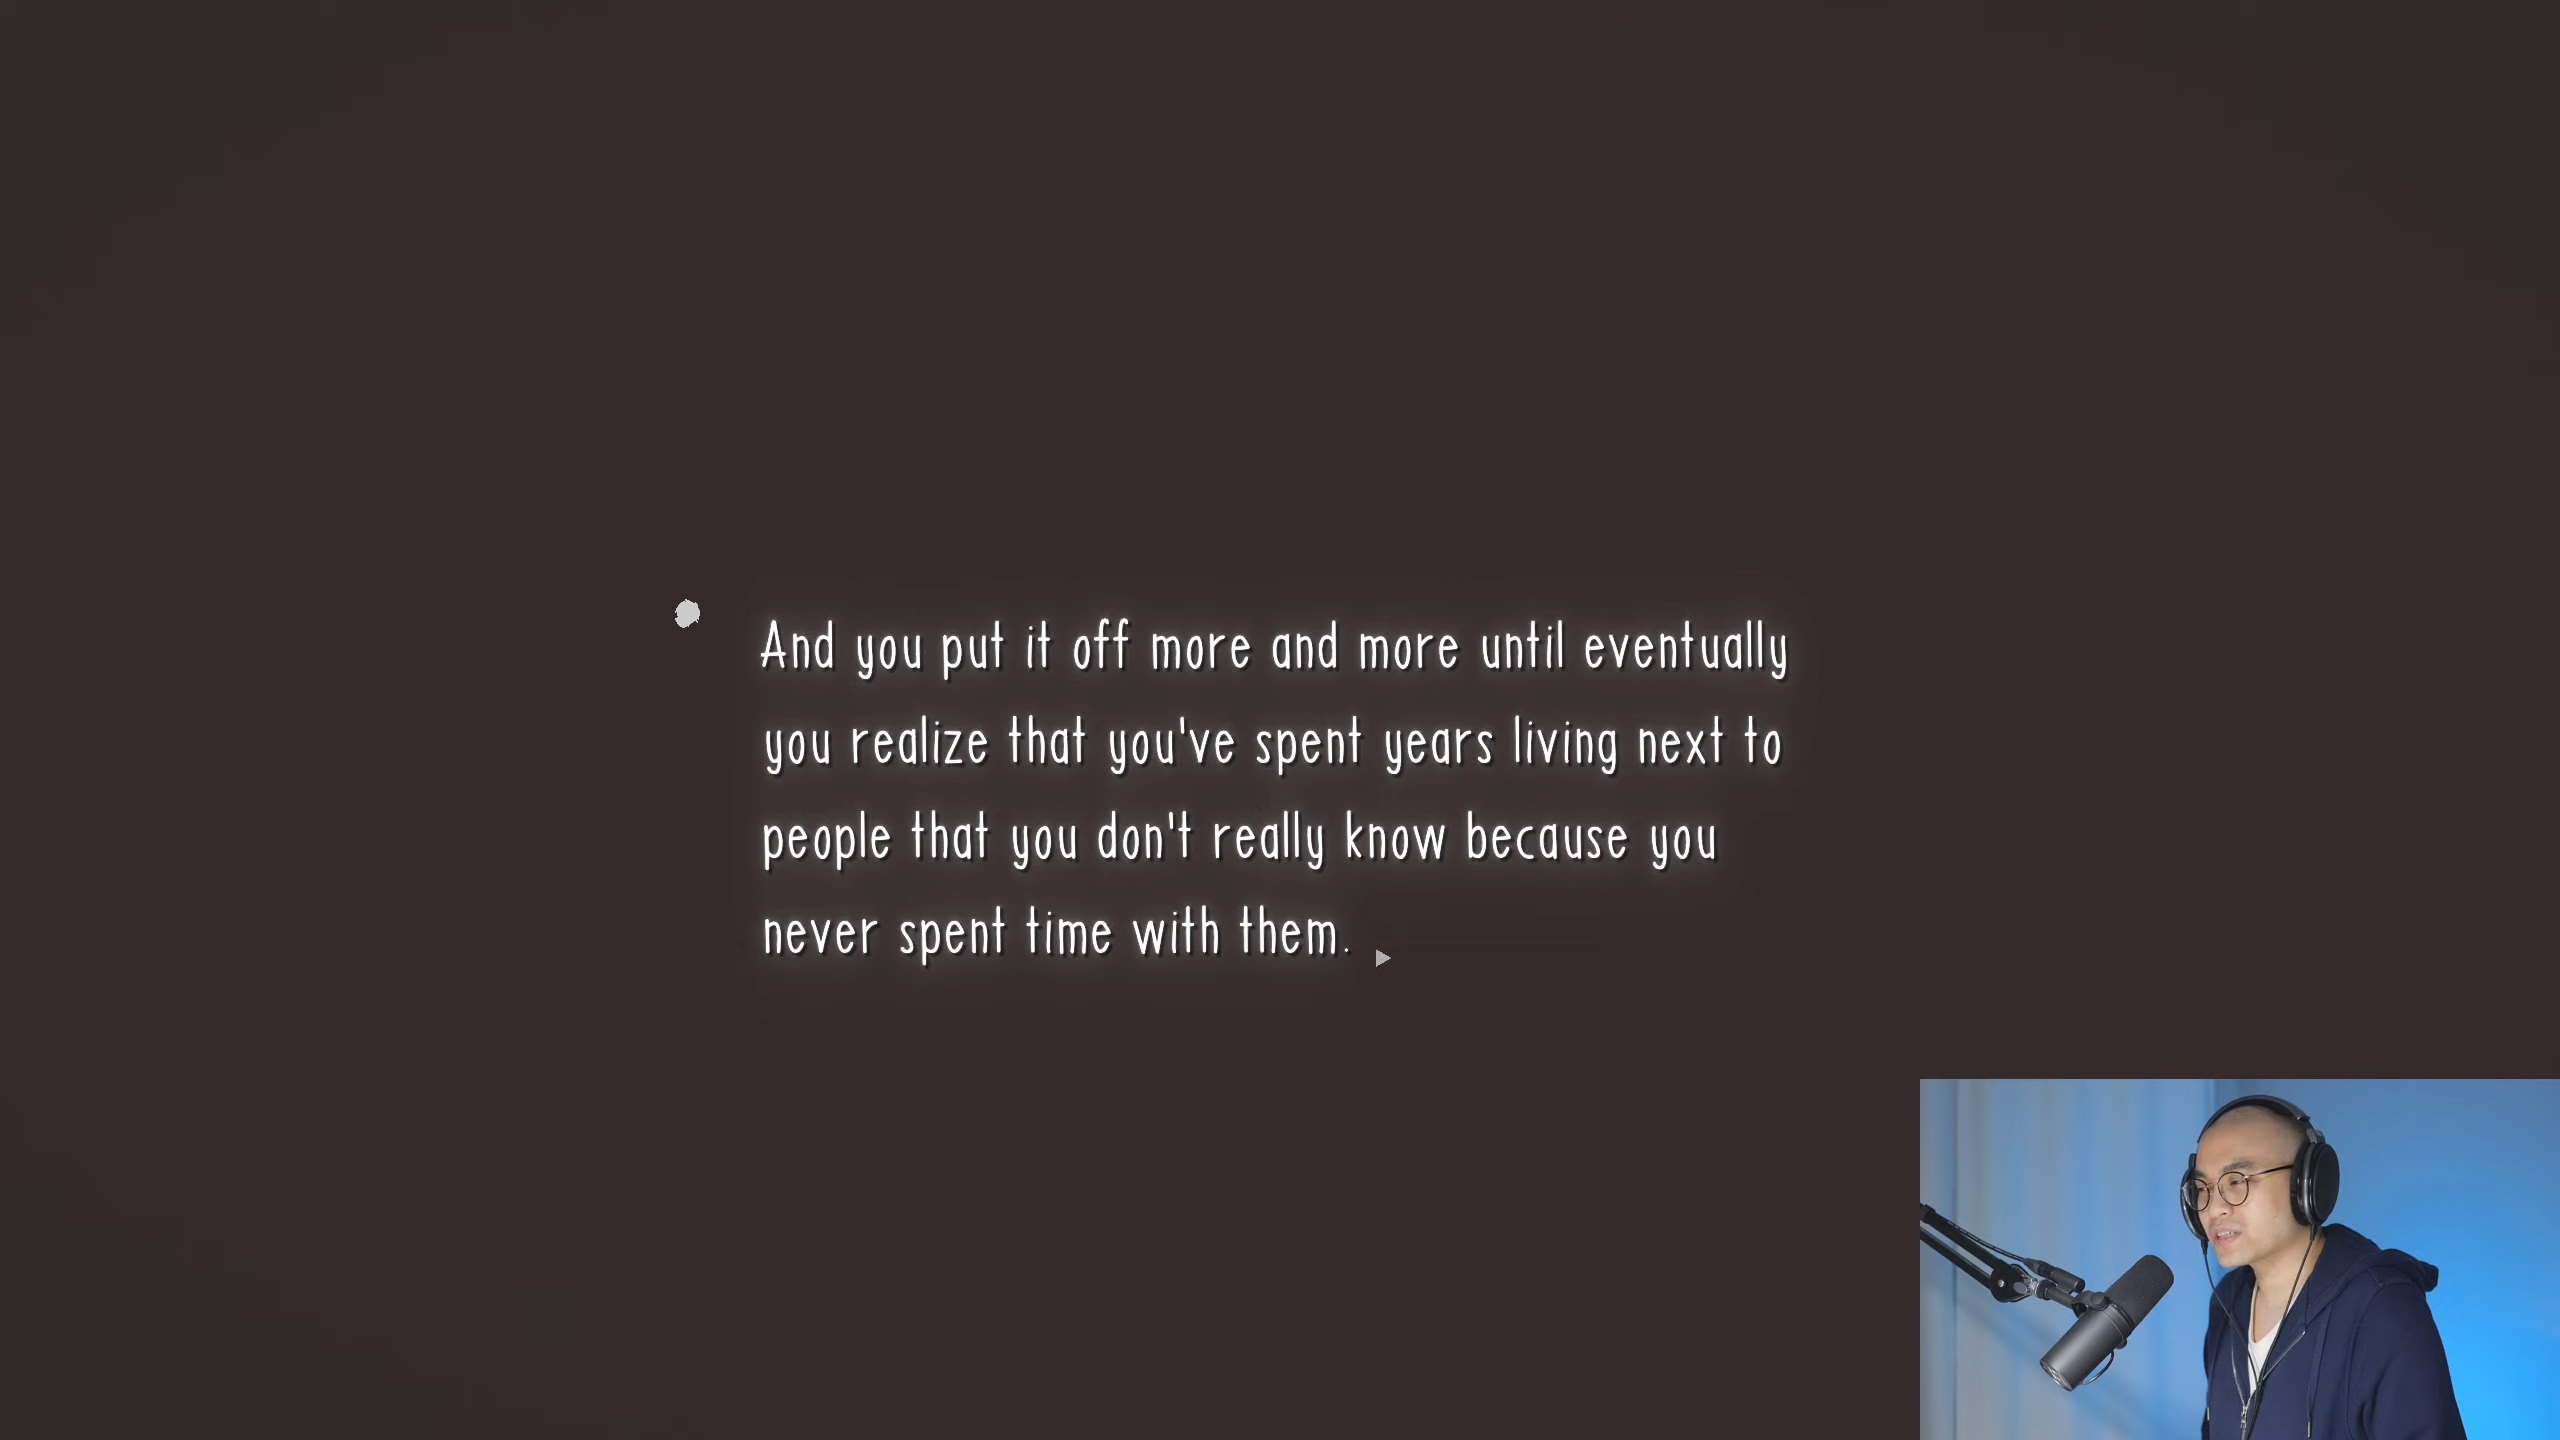 And you put it off more and more until eventually
you realize that you've spent years living next to
people that you don't really know because you
never spent time with them.